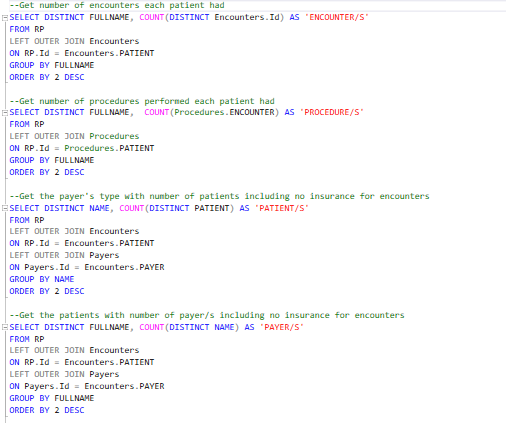 --Get number of encounters each patient had
SELECT DISTINCT FULLNAME, COUNT(DISTINCT Encounters.Id) AS 'ENCOUNTER/S'
FROM RP
LEFT OUTER JOIN Encounters
ON RP.Id = Encounters.PATIENT
GROUP BY FULLNAME
ORDER BY 2 DESC
--Get number of procedures performed each patient had
SELECT DISTINCT FULLNAME,  COUNT(Procedures.ENCOUNTER) AS 'PROCEDURE/S'
FROM RP
LEFT OUTER JOIN Procedures
ON RP.Id = Procedures.PATIENT
GROUP BY FULLNAME
ORDER BY 2 DESC
--Get the payer's type with number of patients including no insurance for encounters
SELECT DISTINCT NAME, COUNT(DISTINCT PATIENT) AS 'PATIENT/S'
FROM RP
LEFT OUTER JOIN Encounters
ON RP.Id = Encounters.PATIENT
LEFT OUTER JOIN Payers
ON Payers.Id = Encounters.PAYER
GROUP BY NAME
ORDER BY 2 DESC
--Get the patients with number of payer/s including no insurance for encounters
SELECT DISTINCT FULLNAME, COUNT(DISTINCT NAME) AS 'PAYER/S'
FROM RP
LEFT OUTER JOIN Encounters
ON RP.Id = Encounters.PATIENT
LEFT OUTER JOIN Payers
ON Payers.Id = Encounters.PAYER
GROUP BY FULLNAME
ORDER BY 2 DESC